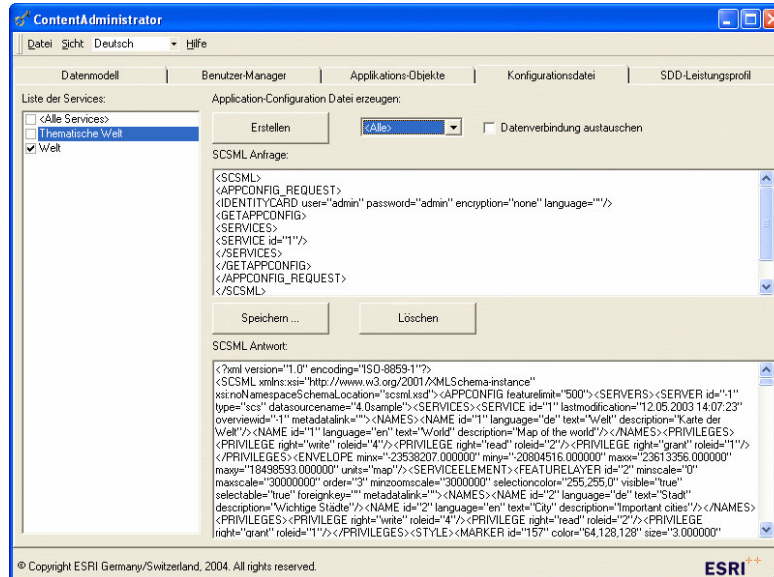 ContentAdministrator
Datei Sicht Deutsch Hilfe
Datenmodell Benutzer-Manager Applikations-Objekte Konfigurationsdatei SDD-Leistungsprofil
Liste der Services:
<Alle Services>
Thematische Welt
Welt
Application-Configuration Datei erzeugen:
Erstellen <Alle> Datenverbindung austauschen
SCSML Anfrage:
<SCSML>
<APPCONFIG_REQUEST>
<IDENTITYCARD user="admin" password="admin" encryption="none" language=""/>
<GETAPPCONFIG>
<SERVICES>
<SERVICE id="1"/>
</SERVICES>
</GETAPPCONFIG>
</APPCONFIG_REQUEST>
</SCSML>
Speichern ... Löschen
SCSML Antwort:
<?xml version="1.0" encoding="ISO-8859-1"?>
<SCSML xmlns:xsi="http://www.w3.org/2001/XMLSchema-instance"
xsi:noNamespaceSchemaLocation="scsml.xsd"><APPCONFIG featurelimit="500"><SERVERS><SERVER id="-1"
type="scs" datasourcename="4.0sample"><SERVICES><SERVICE id="1" lastmodification="12.05.2003 14:07:23"
overviewid="-1" metadatalink=""><NAMES><NAME id="1" language="de" text="Welt" description="Karte der
Welt"/><NAME id="1" language="en" text="World" description="Map of the world"/></NAMES><PRIVILEGES>
<PRIVILEGE right="write" roleid="4"/><PRIVILEGE right="read" roleid="2"/><PRIVILEGE right="grant" roleid="1"/>
</PRIVILEGES><ENVELOPE minx="-23538207.000000" miny="-20804516.000000" maxx="23613356.000000"
maxy="18498593.000000" units="map"/><SERVICEELEMENT><FEATURELAYER id="2" minscale="0"
maxscale="30000000" order="3" minzoomscale="3000000" selectioncolor="255,255,0" visible="true"
selectable="true" foreignkey="" metadatalink=""><NAMES><NAME id="2" language="de" text="Stadt"
description="Wichtige Städte"/><NAME id="2" language="en" text="City" description="Important cities"/></NAMES>
<PRIVILEGES><PRIVILEGE right="write" roleid="4"/><PRIVILEGE right="read" roleid="2"/><PRIVILEGE
right="grant" roleid="1"/></PRIVILEGES><STYLE><MARKER id="157" color="64,128,128" size="3.000000"
© Copyright ESRI Germany/Switzerland, 2004. All rights reserved.
ESRI++